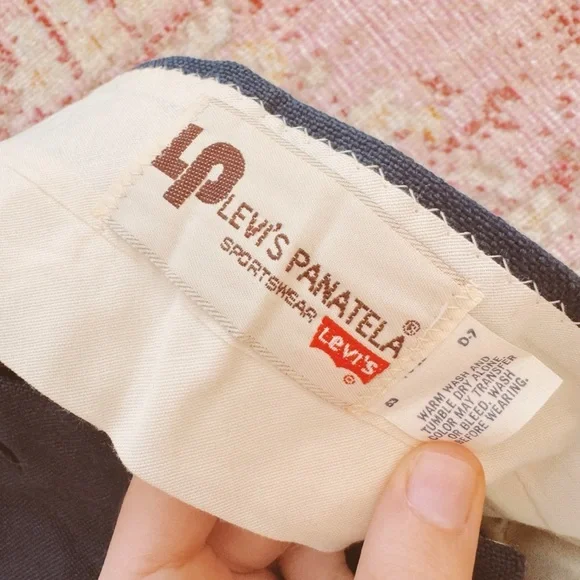 LP
LEVI'S PANATELA®
SPORTSWEAR
LEVI'S
®
D-7
WARM WASH AND
TUMBLE DRY ALONE
COLOR MAY TRANSFER
OR BLEED. WASH
BEFORE WEARING.